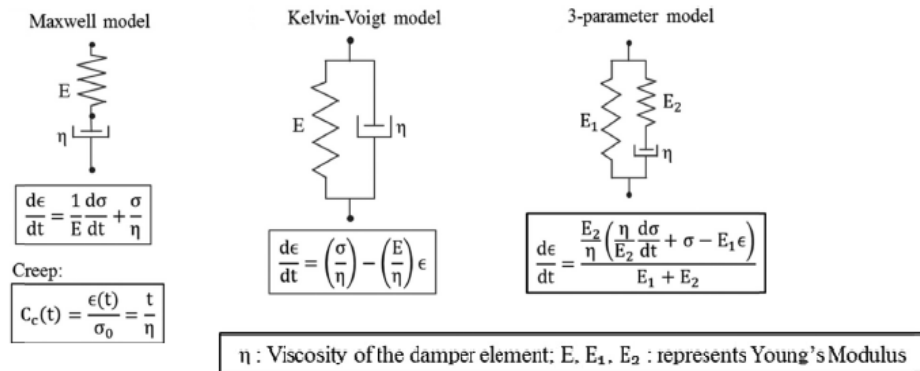 Maxwell model
E
η
dϵ/dt = 1/E dσ/dt + σ/η
Creep:
C_c(t) = ϵ(t)/σ₀ = t/η
Kelvin-Voigt model
E
η
dϵ/dt = (σ/η) − (E/η) ϵ
3-parameter model
E₁
E₂
η
dϵ/dt = E₂/η (η/E₂ dσ/dt + σ − E₁ϵ) / E₁ + E₂
η : Viscosity of the damper element; E, E₁, E₂ : represents Young's Modulus